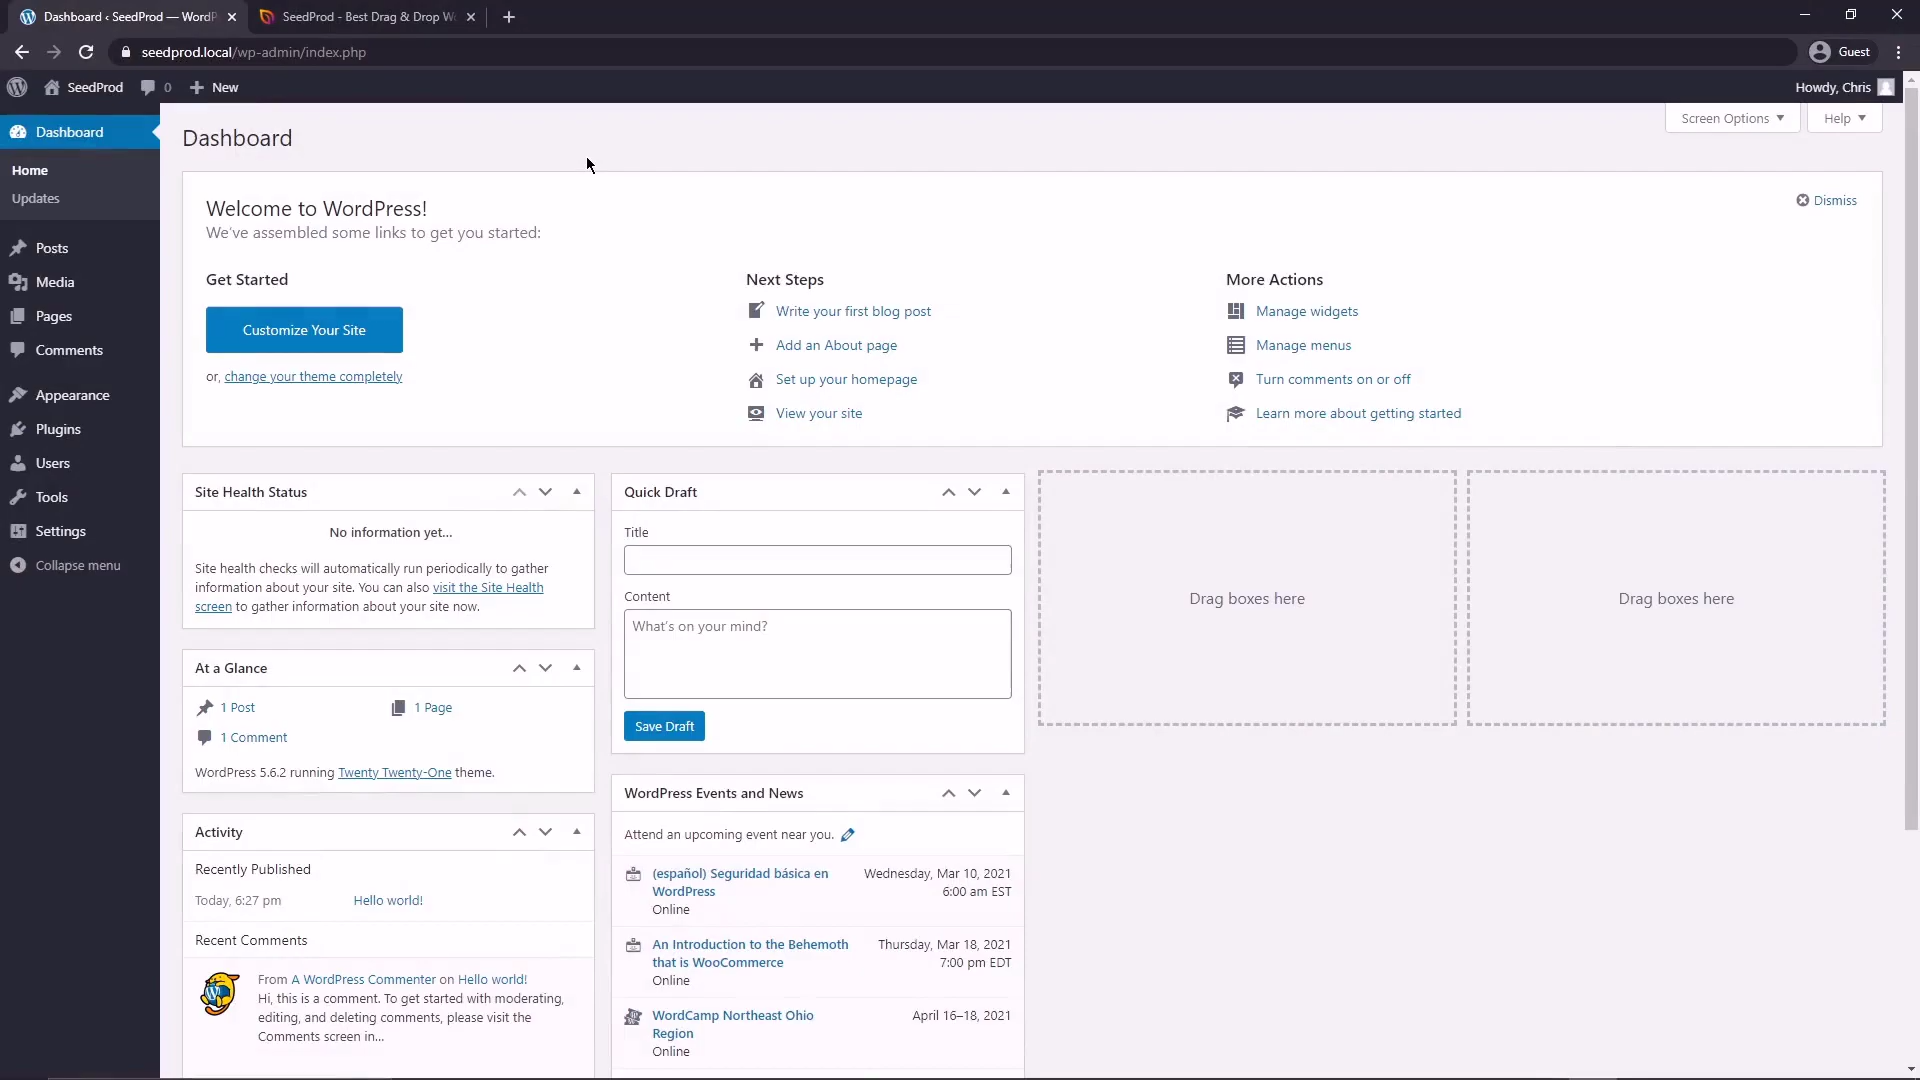 Dashboard ‹ SeedProd — WordP
SeedProd - Best Drag & Drop Wo
seedprod.local/wp-admin/index.php
Guest
SeedProd
0
New
Howdy, Chris
Dashboard
Home
Updates
Posts
Media
Pages
Comments
Appearance
Plugins
Users
Tools
Settings
Collapse menu
Dashboard
Screen Options
Help
Welcome to WordPress!
We've assembled some links to get you started:
Dismiss
Get Started
Customize Your Site
or, change your theme completely
Next Steps
Write your first blog post
Add an About page
Set up your homepage
View your site
More Actions
Manage widgets
Manage menus
Turn comments on or off
Learn more about getting started
Site Health Status
No information yet...
Site health checks will automatically run periodically to gather
information about your site. You can also visit the Site Health
screen to gather information about your site now.
At a Glance
1 Post
1 Page
1 Comment
WordPress 5.6.2 running Twenty Twenty-One theme.
Activity
Recently Published
Today, 6:27 pm
Hello world!
Recent Comments
From A WordPress Commenter on Hello world!
Hi, this is a comment. To get started with moderating,
editing, and deleting comments, please visit the
Comments screen in...
Quick Draft
Title
Content
What's on your mind?
Save Draft
WordPress Events and News
Attend an upcoming event near you.
(español) Seguridad básica en
WordPress
Online
Wednesday, Mar 10, 2021
6:00 am EST
An Introduction to the Behemoth
that is WooCommerce
Online
Thursday, Mar 18, 2021
7:00 pm EDT
WordCamp Northeast Ohio
Region
Online
April 16–18, 2021
Drag boxes here
Drag boxes here